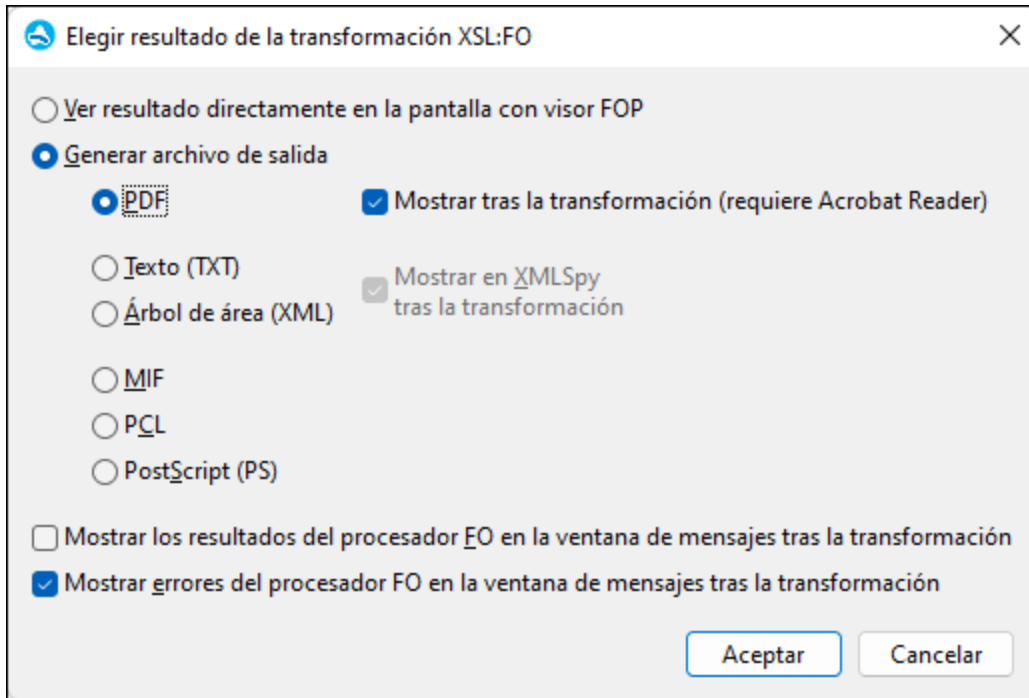 Elegir resultado de la transformación XSL:FO
Ver resultado directamente en la pantalla con visor FOP
Generar archivo de salida
PDF
Mostrar tras la transformación (requiere Acrobat Reader)
Texto (TXT)
Mostrar en XMLSpy
tras la transformación
Árbol de área (XML)
MIF
PCL
PostScript (PS)
Mostrar los resultados del procesador FO en la ventana de mensajes tras la transformación
Mostrar errores del procesador FO en la ventana de mensajes tras la transformación
Aceptar
Cancelar